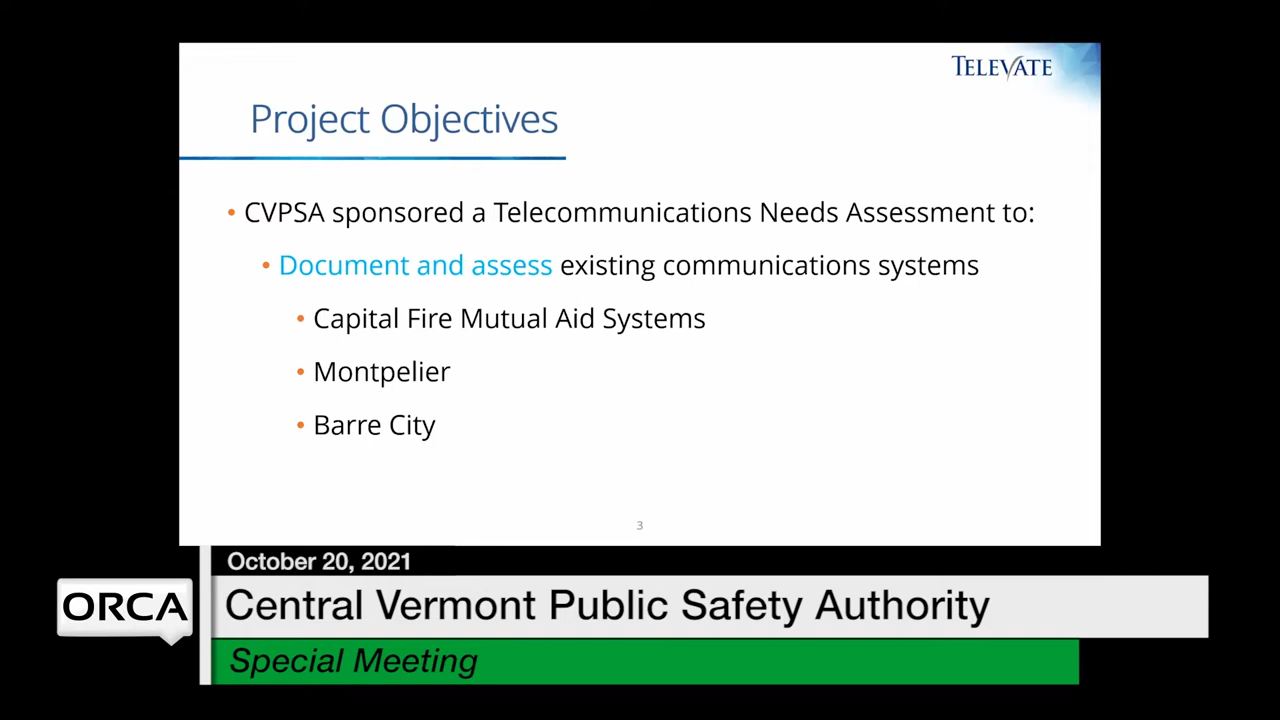 TELEVATE
Project Objectives
• CVPSA sponsored a Telecommunications Needs Assessment to:
• Document and assess existing communications systems
• Capital Fire Mutual Aid Systems
• Montpelier
• Barre City
3
October 20, 2021
ORCA
Central Vermont Public Safety Authority
Special Meeting